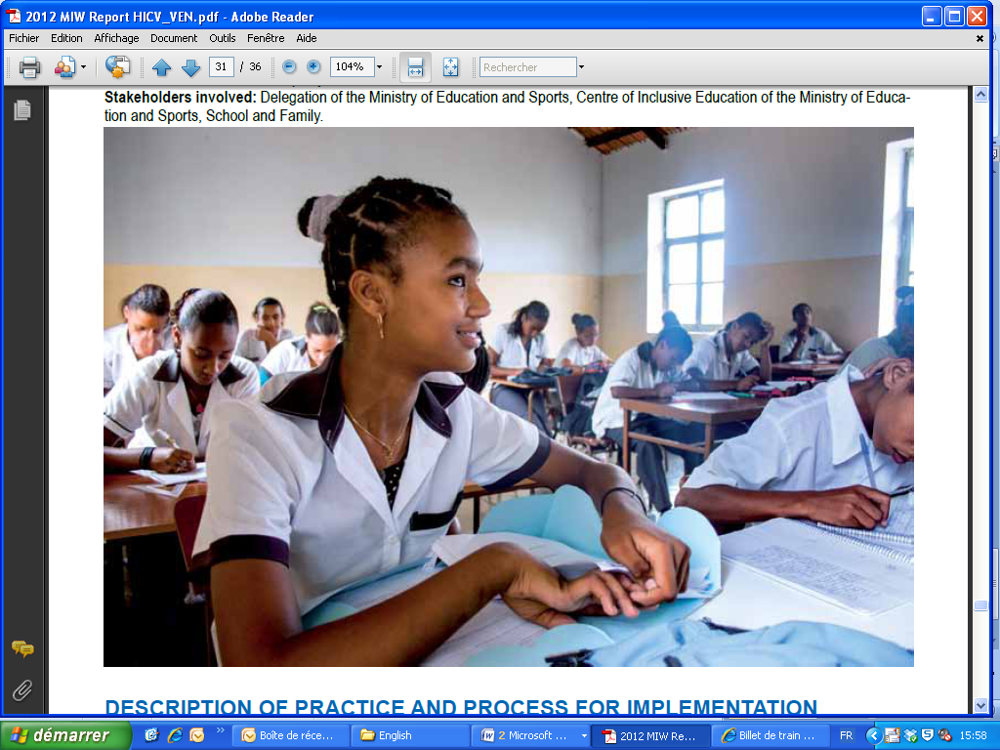 2012 MIW Report HICV_VEN.pdf - Adobe Reader
Fichier Edition Affichage Document Outils Fenêtre Aide
31 / 36 104% Rechercher
Stakeholders involved: Delegation of the Ministry of Education and Sports, Centre of Inclusive Education of the Ministry of Educa-
tion and Sports, School and Family.
DESCRIPTION OF PRACTICE AND PROCESS FOR IMPLEMENTATION
démarrer Boîte de réce... English 2 Microsoft ... 2012 MIW Re... Billet de train ... FR 15:58